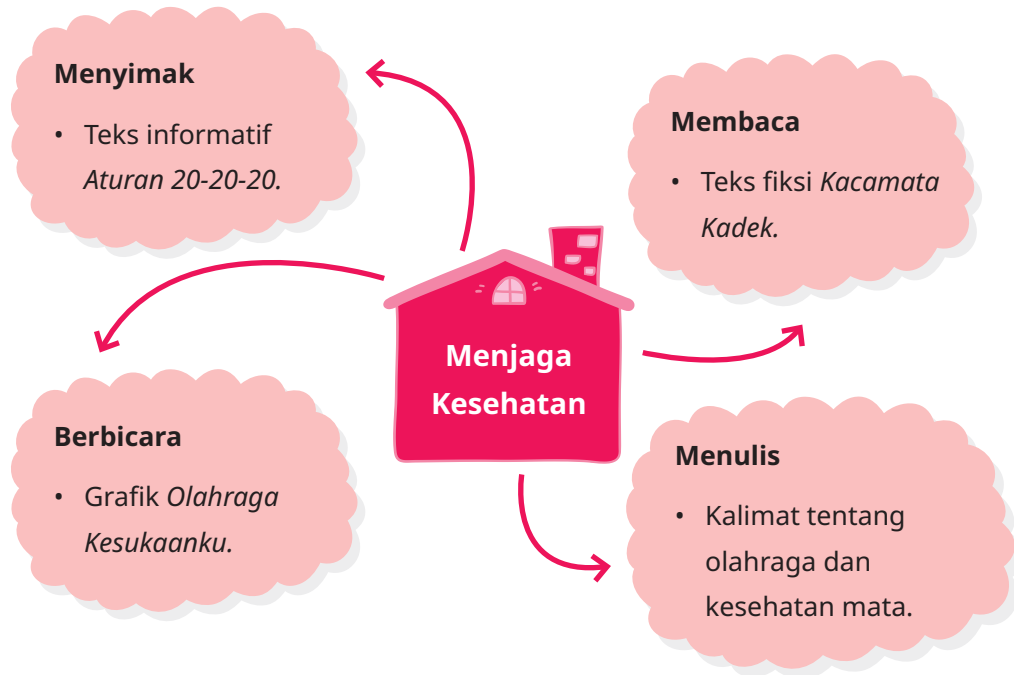 Menyimak
• Teks informatif
Aturan 20-20-20.
Membaca
• Teks fiksi Kacamata
Kadek.
Menjaga
Kesehatan
Berbicara
• Grafik Olahraga
Kesukaanku.
Menulis
• Kalimat tentang
olahraga dan
kesehatan mata.